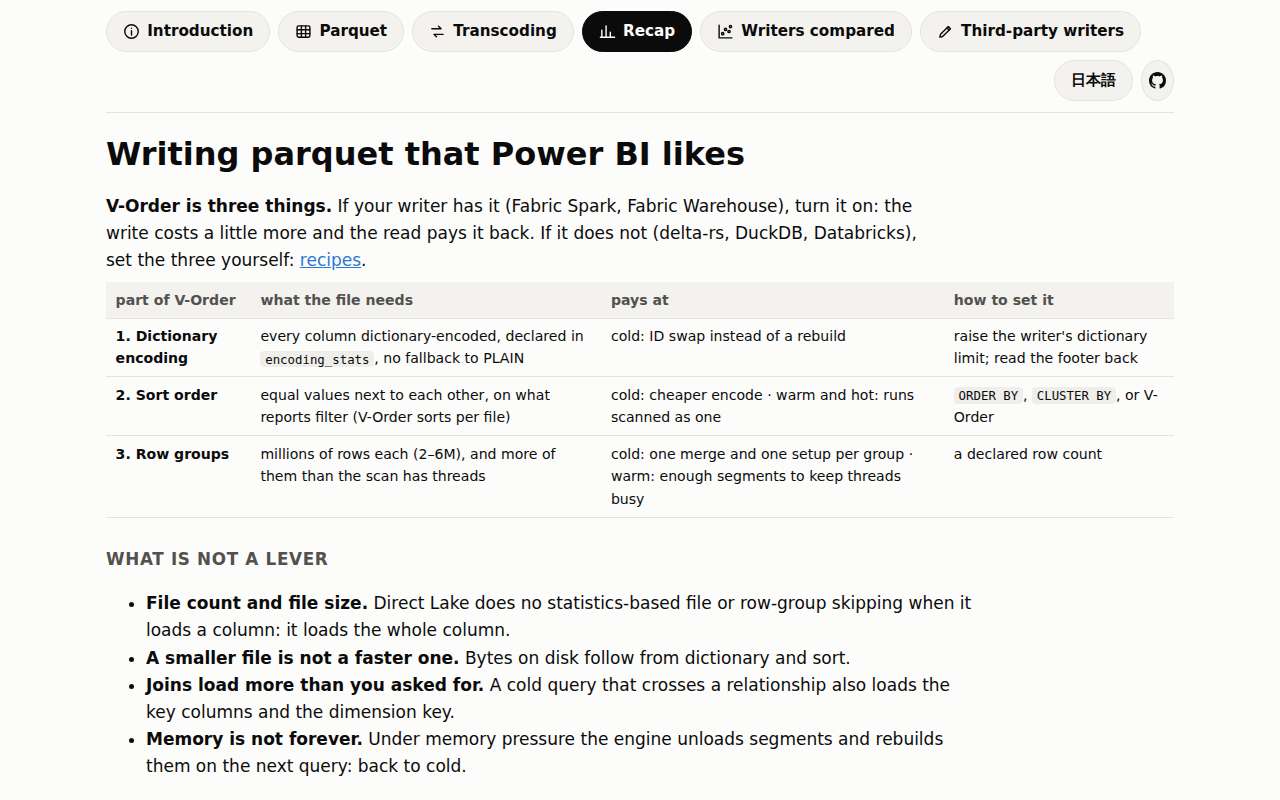 Introduction Parquet Transcoding Recap Writers compared Third-party writers
日本語
Writing parquet that Power BI likes
V-Order is three things. If your writer has it (Fabric Spark, Fabric Warehouse), turn it on: the
write costs a little more and the read pays it back. If it does not (delta-rs, DuckDB, Databricks),
set the three yourself: recipes.
part of V-Order what the file needs pays at how to set it
1. Dictionary every column dictionary-encoded, declared in cold: ID swap instead of a rebuild raise the writer's dictionary
encoding encoding_stats, no fallback to PLAIN limit; read the footer back
2. Sort order equal values next to each other, on what cold: cheaper encode · warm and hot: runs ORDER BY, CLUSTER BY, or V-
reports filter (V-Order sorts per file) scanned as one Order
3. Row groups millions of rows each (2–6M), and more of cold: one merge and one setup per group · a declared row count
them than the scan has threads warm: enough segments to keep threads
busy
WHAT IS NOT A LEVER
• File count and file size. Direct Lake does no statistics-based file or row-group skipping when it
loads a column: it loads the whole column.
• A smaller file is not a faster one. Bytes on disk follow from dictionary and sort.
• Joins load more than you asked for. A cold query that crosses a relationship also loads the
key columns and the dimension key.
• Memory is not forever. Under memory pressure the engine unloads segments and rebuilds
them on the next query: back to cold.